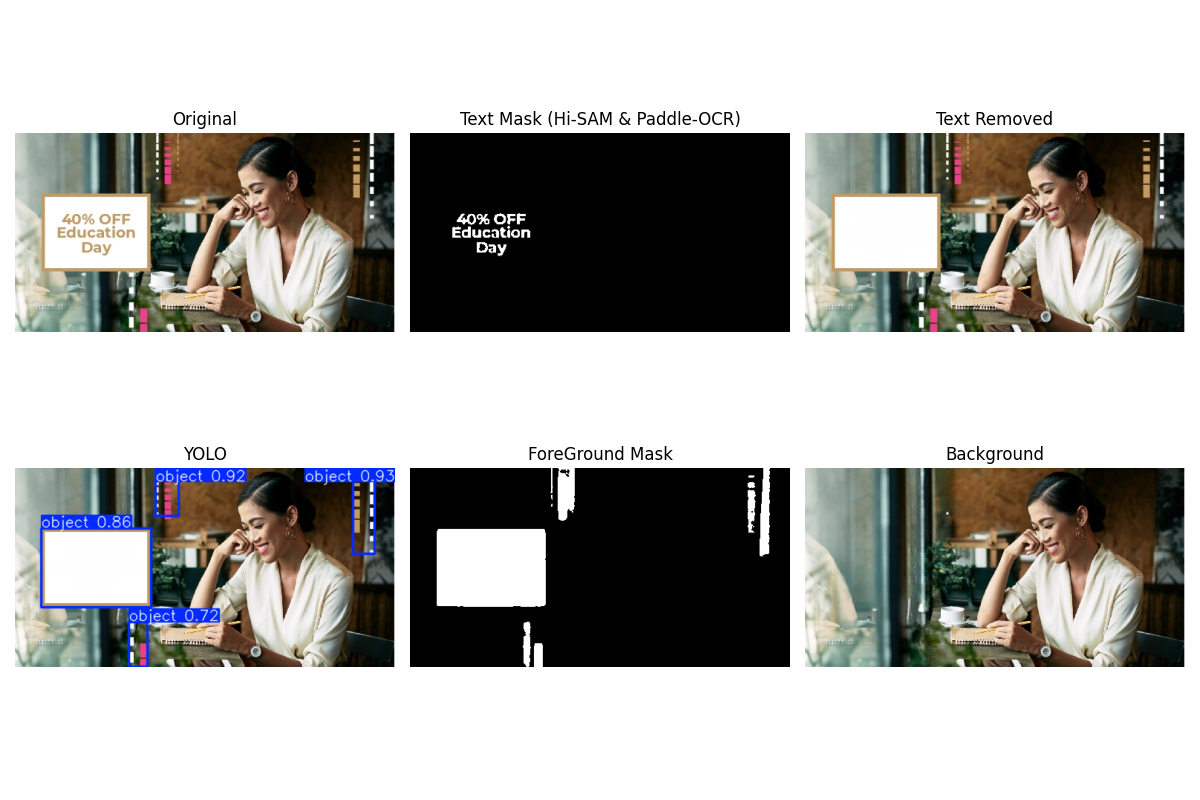 Original
Text Mask (Hi-SAM & Paddle-OCR)
Text Removed
40% OFF
Education
Day
40% OFF
Education
Day
YOLO
ForeGround Mask
Background
object 0.92
object 0.93
object 0.86
object 0.72